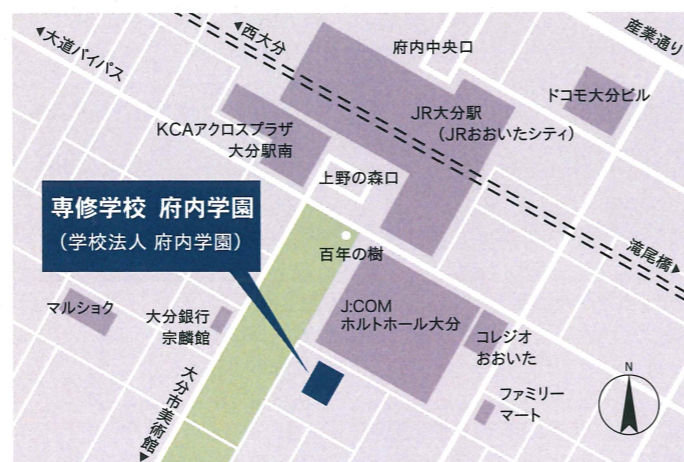 ◀大道バイパス
◀西大分
府内中央口
産業通り
ドコモ大分ビル
JR大分駅
(JRおおいたシティ)
KCAアクロスプラザ
大分駅南
上野の森口
専修学校 府内学園
(学校法人 府内学園)
百年の樹
滝尾橋▶
マルショク
大分銀行
宗麟館
J:COM
ホルトホール大分
コレジオ
おおいた
大分市美術館▶
ファミリー
マート
N